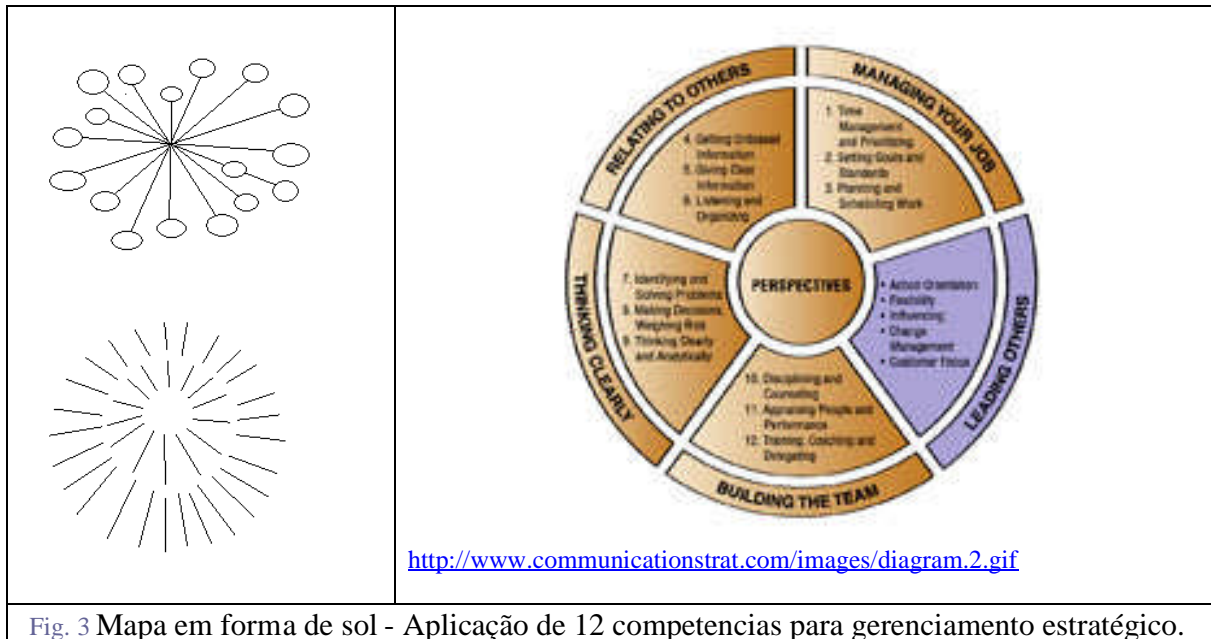 RELATING TO OTHERS
MANAGING YOUR JOB
4. Getting Unbiased
Information
5. Giving Clear
Information
6. Listening and
Organizing
1. Time
Management
and Prioritizing
2. Setting Goals and
Standards
3. Planning and
Scheduling Work
THINKING CLEARLY
7. Identifying and
Solving Problems
8. Making Decisions,
Weighing Risk
9. Thinking Clearly
and Analytically
PERSPECTIVES
• Action Orientation
• Flexibility
• Influencing
• Change
Management
• Customer Focus
LEADING OTHERS
10. Disciplining and
Counseling
11. Appraising People and
Performance
12. Training, Coaching and
Delegating
BUILDING THE TEAM
http://www.communicationstrat.com/images/diagram.2.gif
Fig. 3 Mapa em forma de sol - Aplicação de 12 competencias para gerenciamento estratégico.